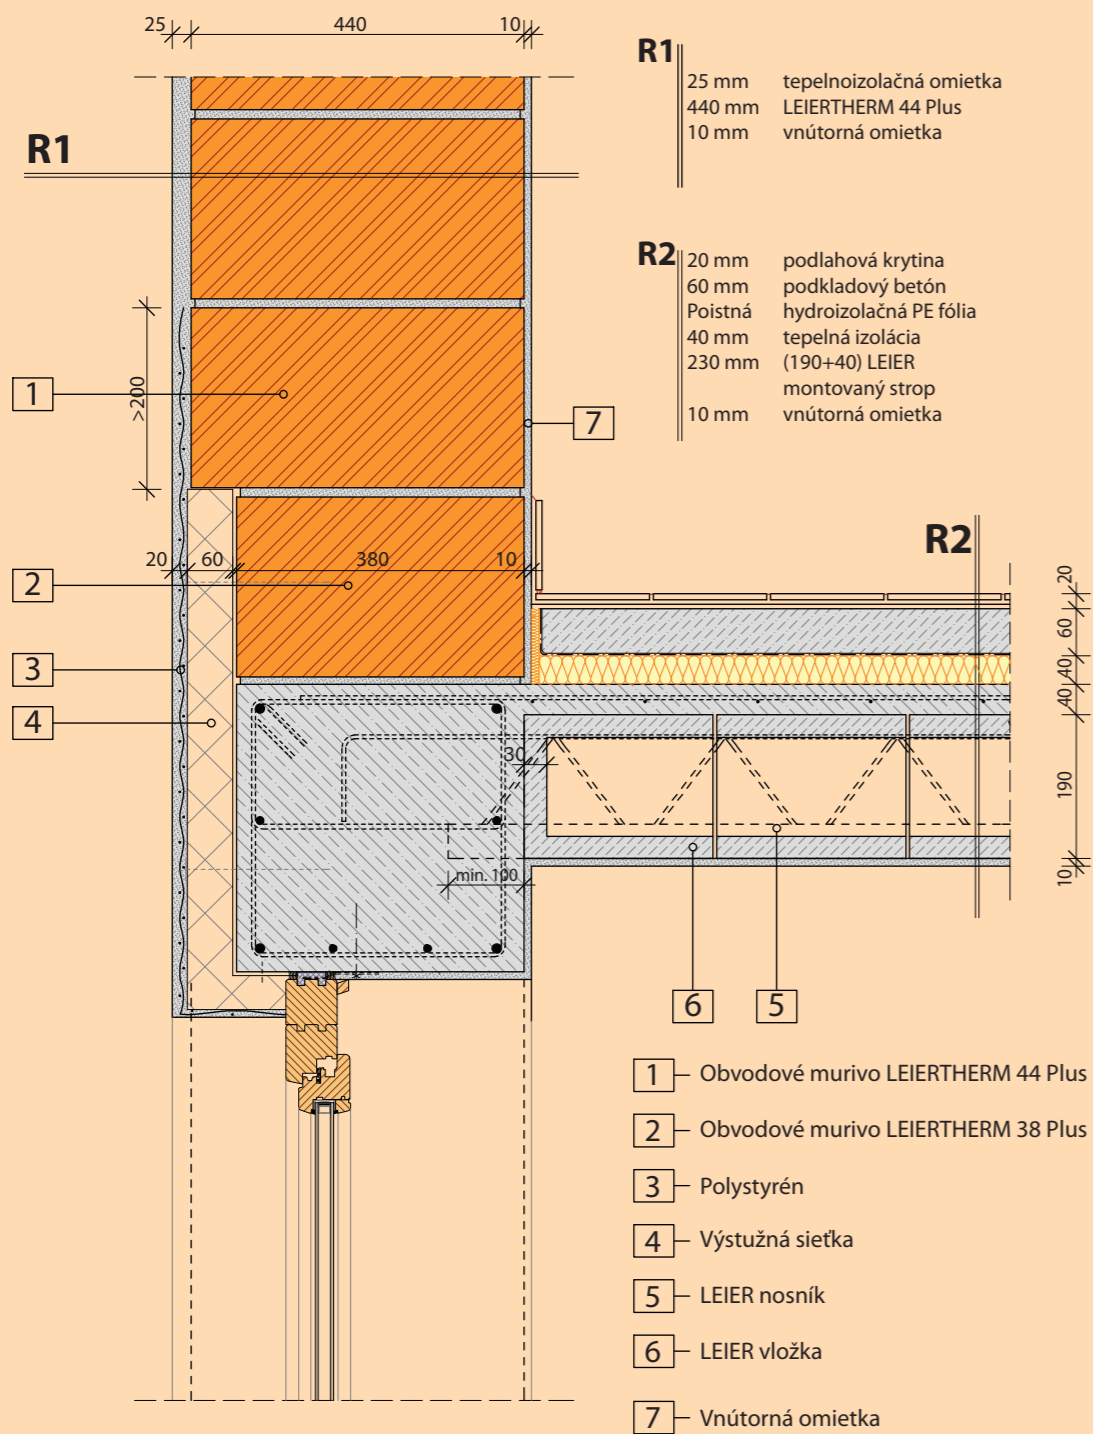 25 440 10
R1
25 mm tepelnoizolačná omietka
440 mm LEIERTHERM 44 Plus
10 mm vnútorná omietka
R1
R2
20 mm podlahová krytina
60 mm podkladový betón
Poistná hydroizolačná PE fólia
40 mm tepelná izolácia
230 mm (190+40) LEIER
montovaný strop
10 mm vnútorná omietka
1
>200
7
R2
20 60 380 10
2
20
60
40
40
190
10
3
4
30
min. 100
6
5
1 Obvodové murivo LEIERTHERM 44 Plus
2 Obvodové murivo LEIERTHERM 38 Plus
3 Polystyrén
4 Výstužná sieťka
5 LEIER nosník
6 LEIER vložka
7 Vnútorná omietka